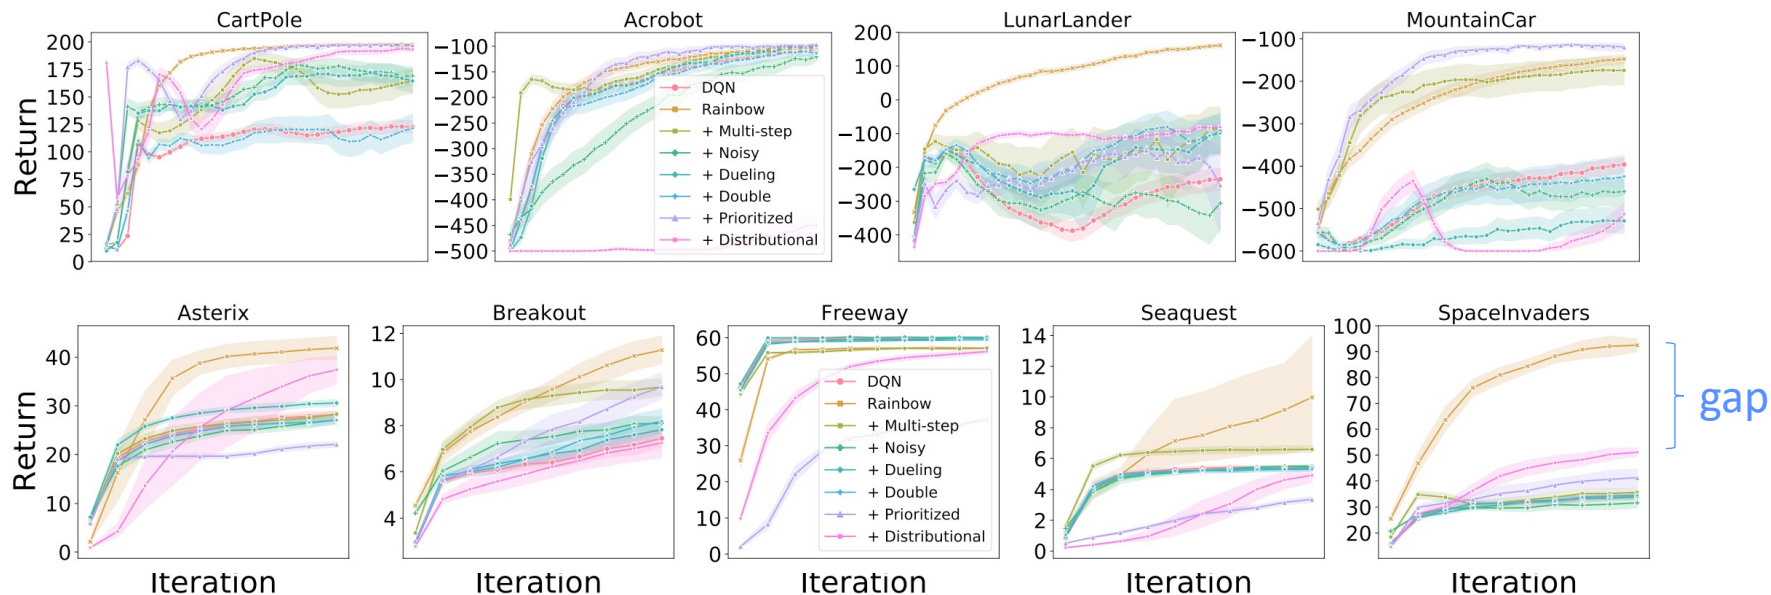 CartPole
Acrobot
LunarLander
MountainCar
Return
200
175
150
125
100
75
50
25
0
−100
−150
−200
−250
−300
−350
−400
−450
−500
DQN
Rainbow
+ Multi-step
+ Noisy
+ Dueling
+ Double
+ Prioritized
+ Distributional
200
100
0
−100
−200
−300
−400
−100
−200
−300
−400
−500
−600
Asterix
Breakout
Freeway
Seaquest
SpaceInvaders
Return
40
30
20
10
0
12
10
8
6
4
60
50
40
30
20
10
0
DQN
Rainbow
+ Multi-step
+ Noisy
+ Dueling
+ Double
+ Prioritized
+ Distributional
14
12
10
8
6
4
2
0
100
90
80
70
60
50
40
30
20
gap
Iteration
Iteration
Iteration
Iteration
Iteration